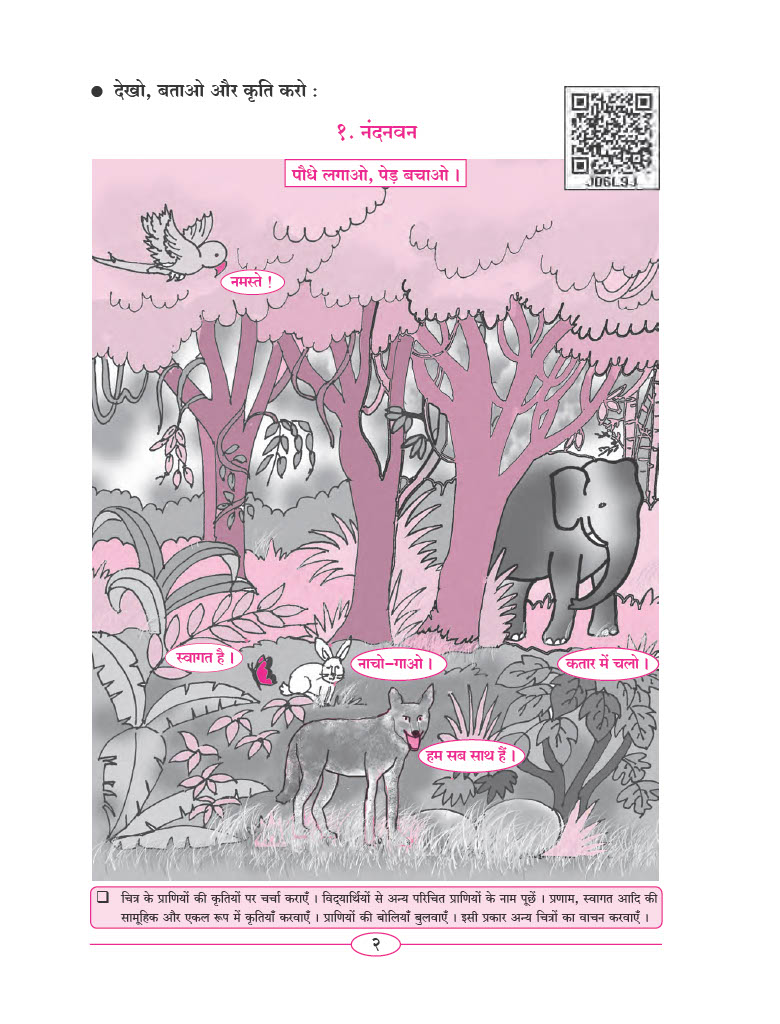 ● देखो, बताओ और कृति करो :
१. नंदनवन
JD6L9J
पौधे लगाओ, पेड़ बचाओ ।
नमस्ते !
स्वागत है ।
नाचो-गाओ ।
कतार में चलो ।
हम सब साथ हैं ।
❑ चित्र के प्राणियों की कृतियों पर चर्चा कराएँ । विद्‌यार्थियों से अन्य परिचित प्राणियों के नाम पूछें । प्रणाम, स्वागत आदि की
सामूहिक और एकल रूप में कृतियाँ करवाएँ । प्राणियों की बोलियाँ बुलवाएँ । इसी प्रकार अन्य चित्रों का वाचन करवाएँ ।
२